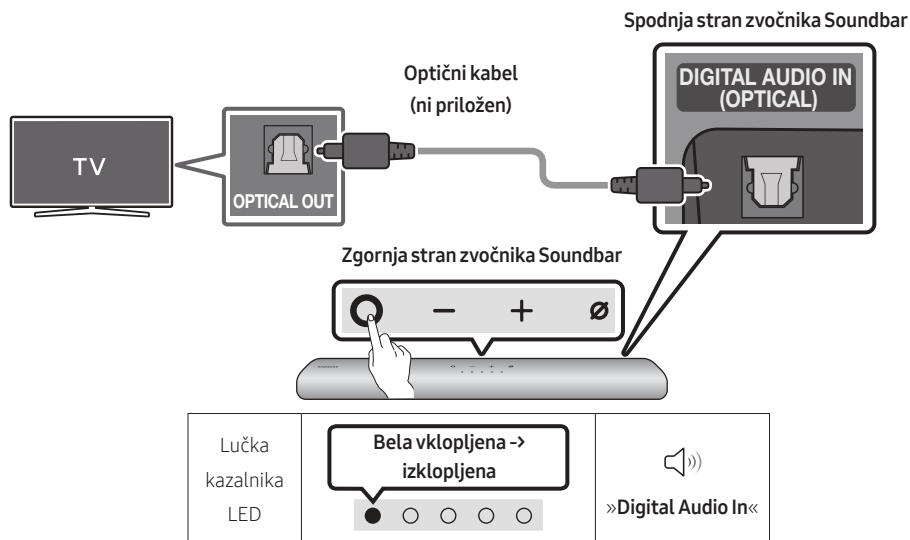 Spodnja stran zvočnika Soundbar
Optični kabel
(ni priložen)
DIGITAL AUDIO IN
(OPTICAL)
TV
OPTICAL OUT
Zgornja stran zvočnika Soundbar
Lučka
kazalnika
LED
Bela vklopljena ->
izklopljena
»Digital Audio In«